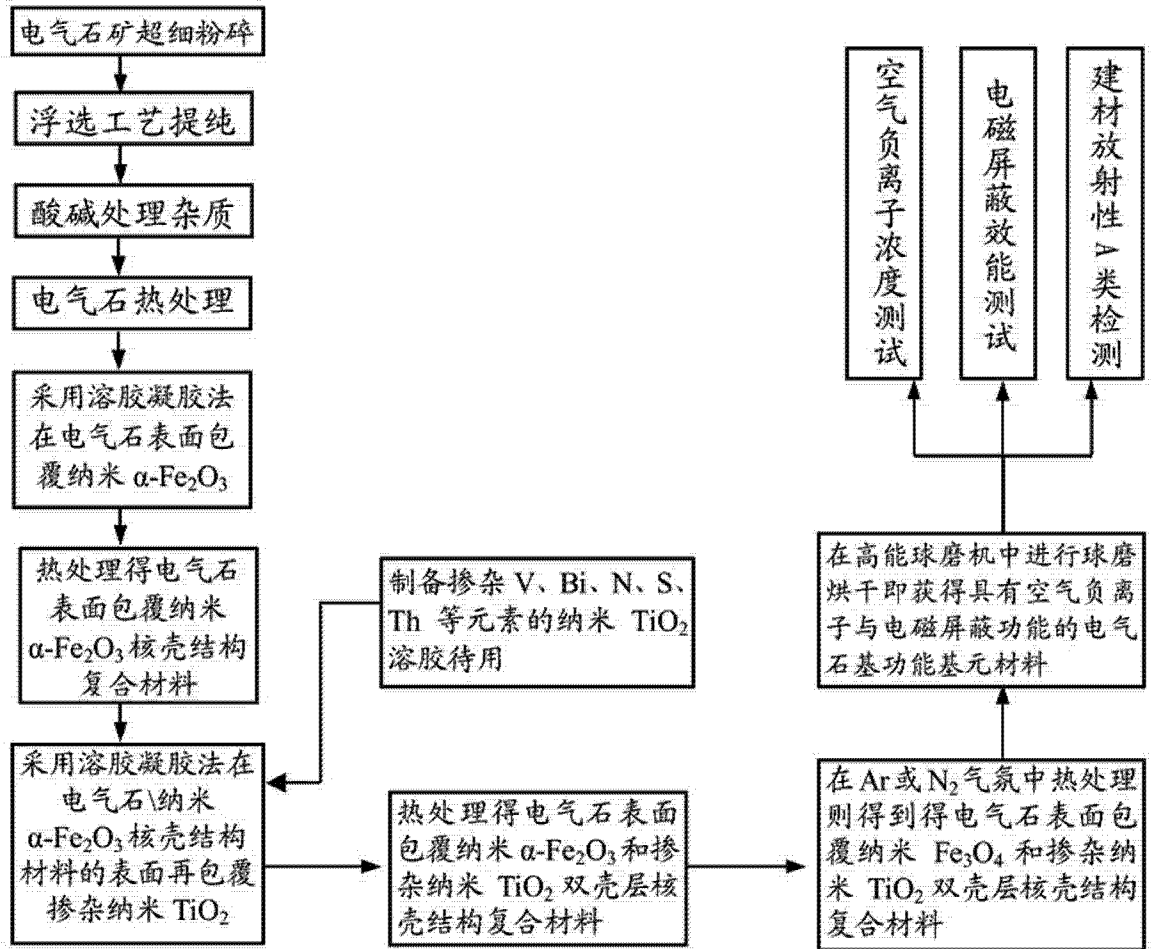 电气石矿超细粉碎
浮选工艺提纯
酸碱处理杂质
电气石热处理
采用溶胶凝胶法
在电气石表面包
覆纳米 α-Fe₂O₃
热处理得电气石
表面包覆纳米
α-Fe₂O₃核壳结构
复合材料
采用溶胶凝胶法在
电气石\纳米
α-Fe₂O₃核壳结构
材料的表面再包覆
掺杂纳米 TiO₂
制备掺杂 V、Bi、N、S、
Th 等元素的纳米 TiO₂
溶胶待用
热处理得电气石表面
包覆纳米α-Fe₂O₃和掺
杂纳米 TiO₂双壳层核
壳结构复合材料
在 Ar或N₂气氛中热处理
则得到得电气石表面包
覆纳米 Fe₃O₄和掺杂纳
米 TiO₂双壳层核壳结构
复合材料
在高能球磨机中进行球磨
烘干即获得具有空气负离
子与电磁屏蔽功能的电气
石基功能基元材料
空气负离子浓度测试
电磁屏蔽效能测试
建材放射性A类检测